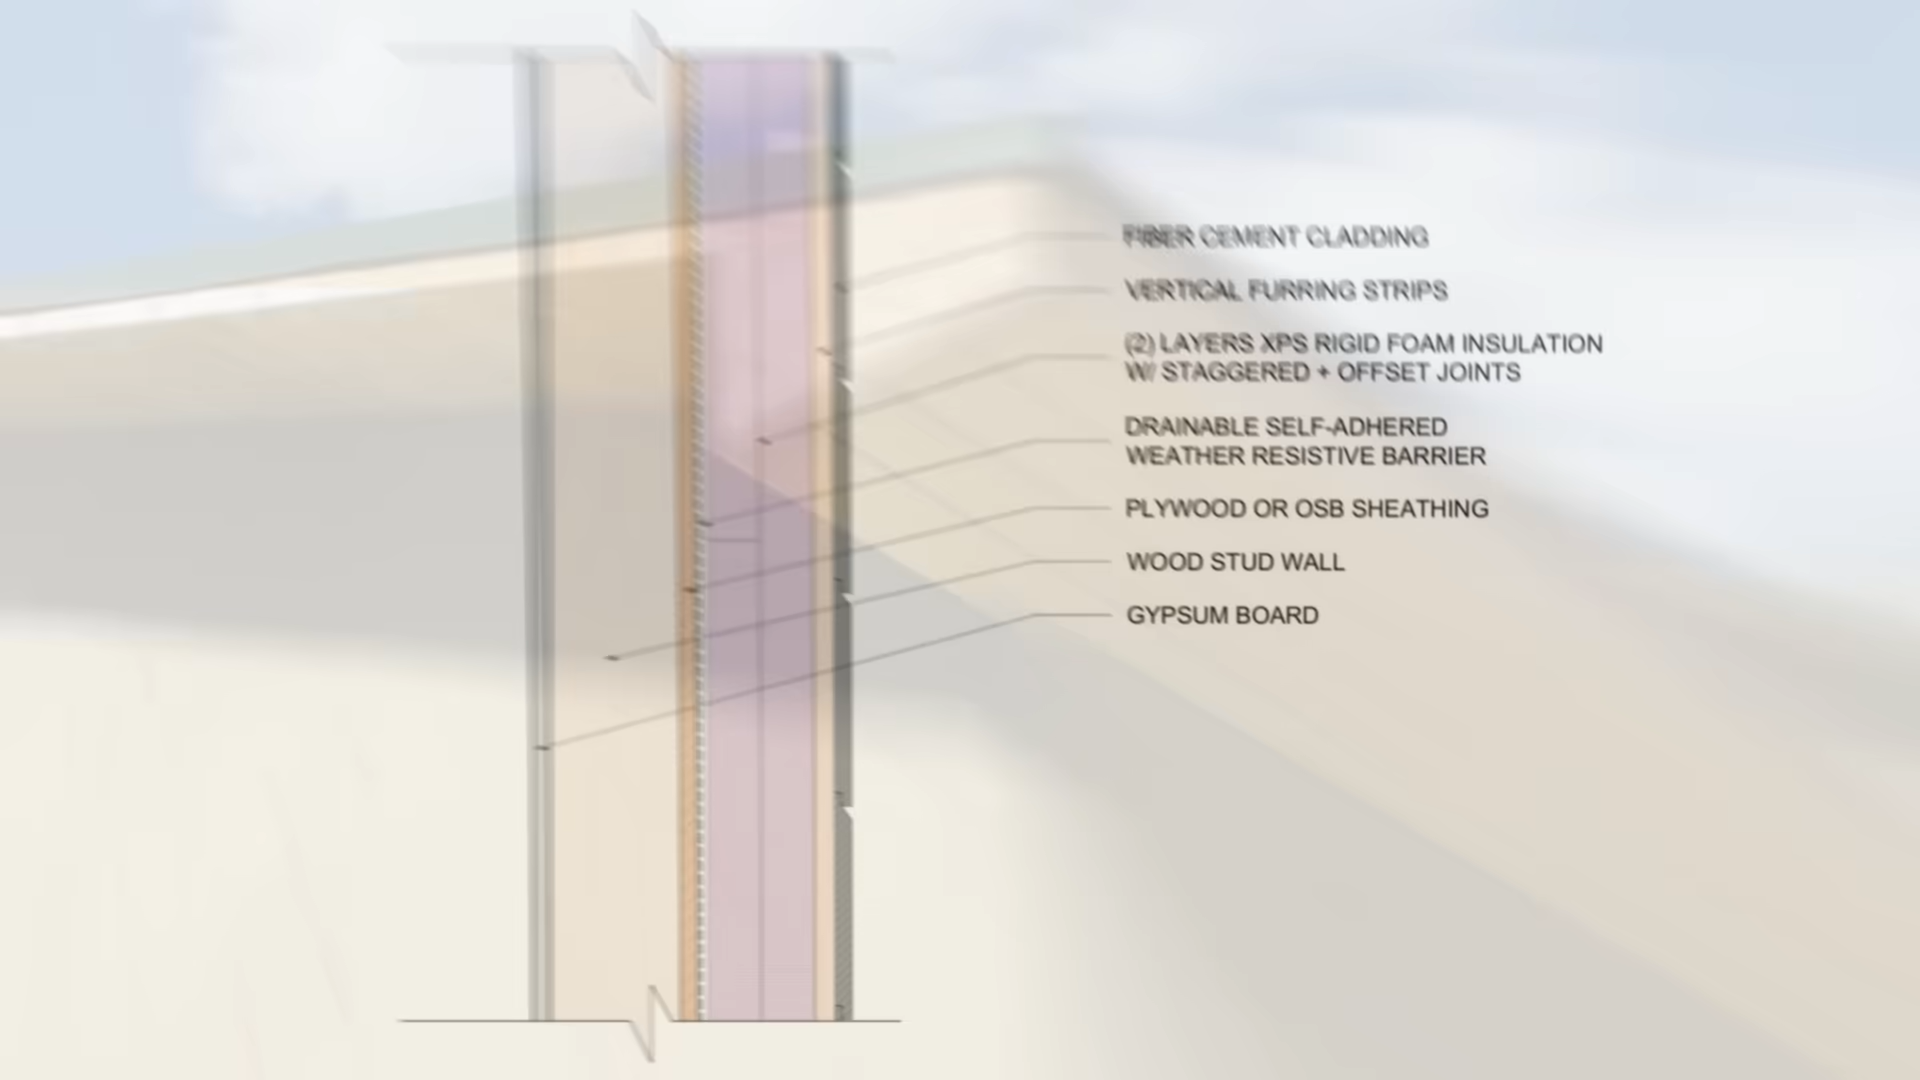 FIBER CEMENT CLADDING
VERTICAL FURRING STRIPS
(2) LAYERS XPS RIGID FOAM INSULATION
W/ STAGGERED + OFFSET JOINTS
DRAINABLE SELF-ADHERED
WEATHER RESISTIVE BARRIER
PLYWOOD OR OSB SHEATHING
WOOD STUD WALL
GYPSUM BOARD